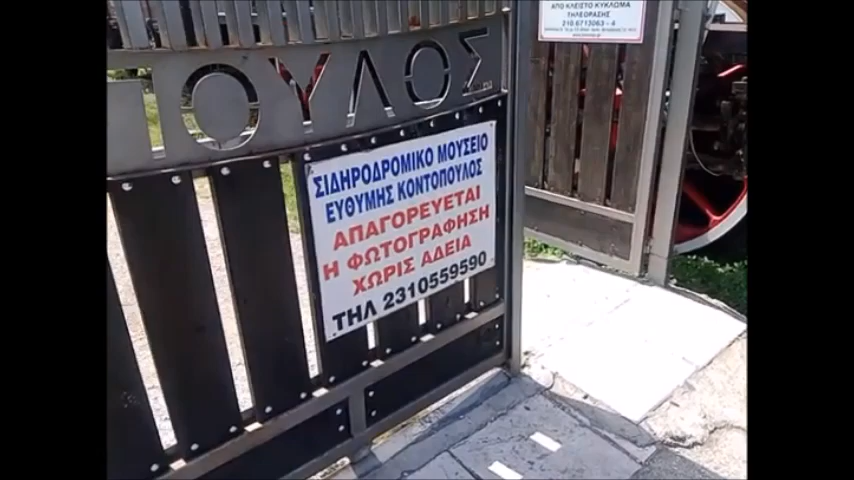 ΑΠΟ ΚΛΕΙΣΤΟ ΚΥΚΛΩΜΑ
ΤΗΛΕΟΡΑΣΗΣ
210 6713063 - 4
ΠΟΥΛΟΣ
ΣΙΔΗΡΟΔΡΟΜΙΚΟ ΜΟΥΣΕΙΟ
ΕΥΘΥΜΗΣ ΚΟΝΤΟΠΟΥΛΟΣ
ΑΠΑΓΟΡΕΥΕΤΑΙ
Η ΦΩΤΟΓΡΑΦΗΣΗ
ΧΩΡΙΣ ΑΔΕΙΑ
ΤΗΛ 2310559590